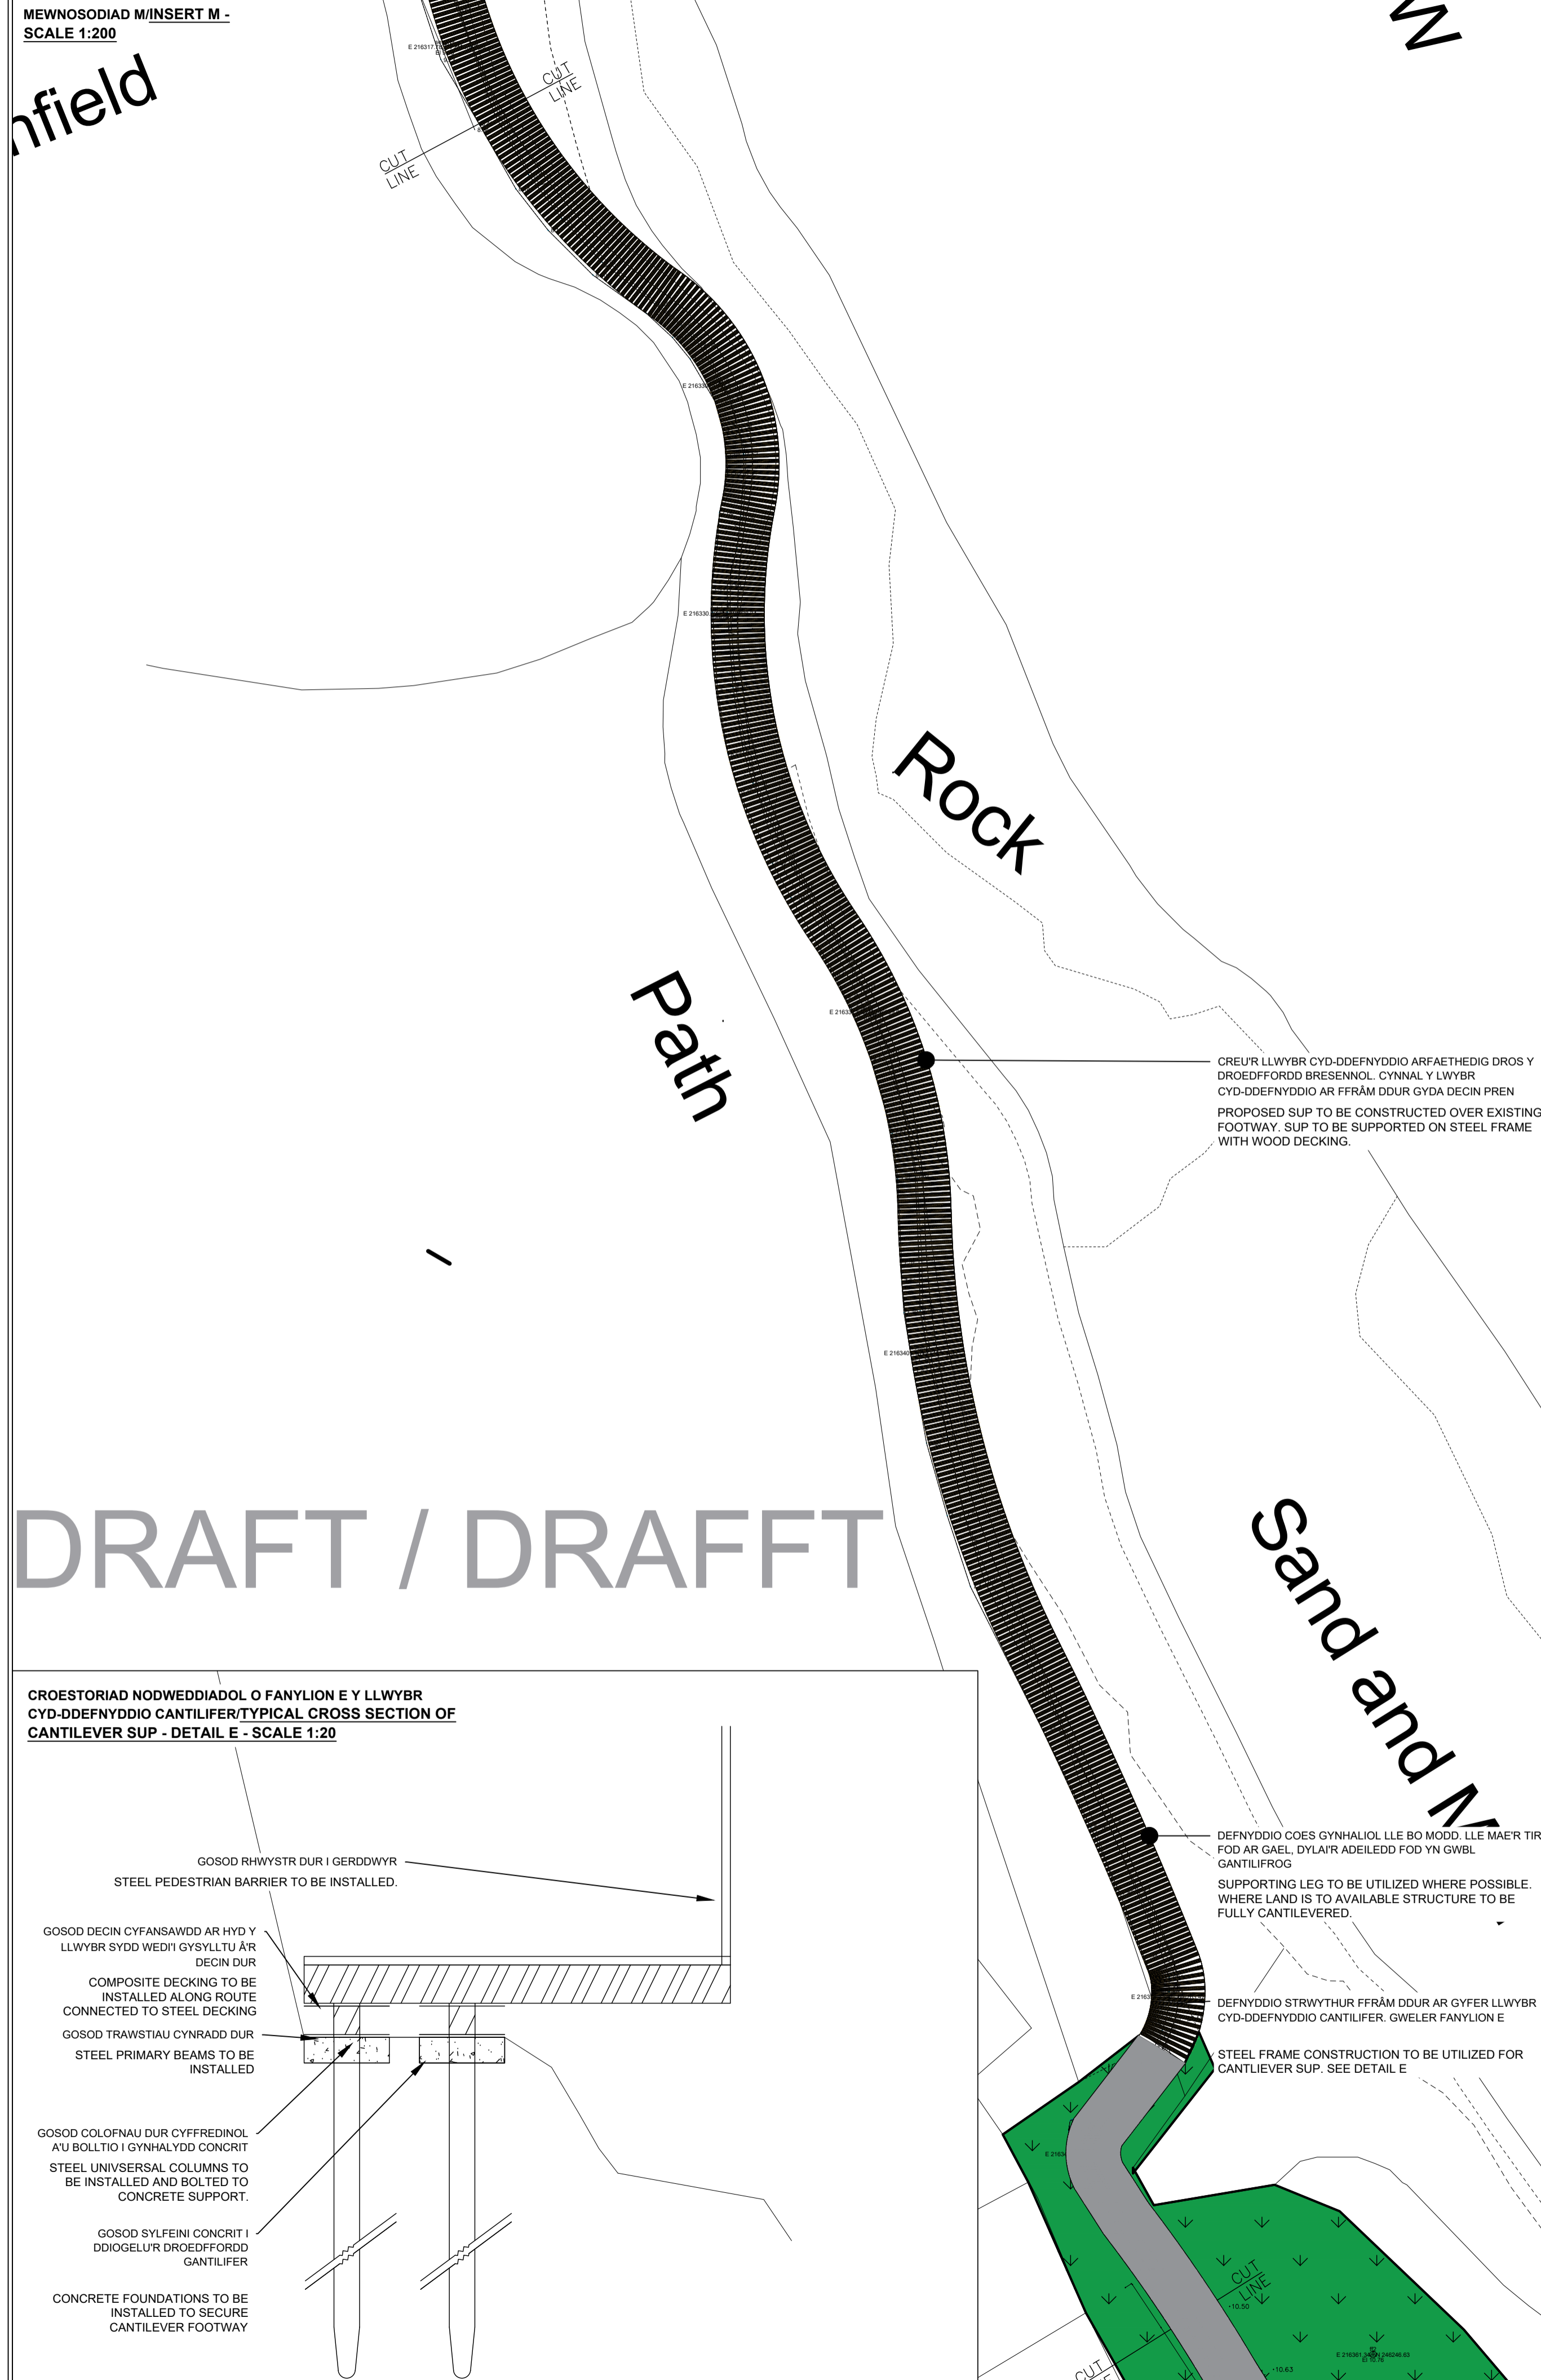 MEWNOSODIAD M/INSERT M -
SCALE 1:200
nfield
W
CUT
LINE
CUT
LINE
Rock
Path
CREU'R LLWYBR CYD-DDEFNYDDIO ARFAETHEDIG DROS Y
DROEDFFORDD BRESENNOL. CYNNAL Y LWYBR
CYD-DDEFNYDDIO AR FFRÂM DDUR GYDA DECIN PREN
PROPOSED SUP TO BE CONSTRUCTED OVER EXISTING
FOOTWAY. SUP TO BE SUPPORTED ON STEEL FRAME
WITH WOOD DECKING.
DRAFT / DRAFFT
Sand and M
CROESTORIAD NODWEDDIADOL O FANYLION E Y LLWYBR
CYD-DDEFNYDDIO CANTILIFER/TYPICAL CROSS SECTION OF
CANTILEVER SUP - DETAIL E - SCALE 1:20
GOSOD RHWYSTR DUR I GERDDWYR
STEEL PEDESTRIAN BARRIER TO BE INSTALLED.
GOSOD DECIN CYFANSAWDD AR HYD Y
LLWYBR SYDD WEDI'I GYSYLLTU Â'R
DECIN DUR
COMPOSITE DECKING TO BE
INSTALLED ALONG ROUTE
CONNECTED TO STEEL DECKING
GOSOD TRAWSTIAU CYNRADD DUR
STEEL PRIMARY BEAMS TO BE
INSTALLED
GOSOD COLOFNAU DUR CYFFREDINOL
A'U BOLLTIO I GYNHALYDD CONCRIT
STEEL UNIVSERSAL COLUMNS TO
BE INSTALLED AND BOLTED TO
CONCRETE SUPPORT.
GOSOD SYLFEINI CONCRIT I
DDIOGELU'R DROEDFFORDD
GANTILIFER
CONCRETE FOUNDATIONS TO BE
INSTALLED TO SECURE
CANTILEVER FOOTWAY
DEFNYDDIO COES GYNHALIOL LLE BO MODD. LLE MAE'R TIR
FOD AR GAEL, DYLAI'R ADEILEDD FOD YN GWBL
GANTILIFROG
SUPPORTING LEG TO BE UTILIZED WHERE POSSIBLE.
WHERE LAND IS TO AVAILABLE STRUCTURE TO BE
FULLY CANTILEVERED.
DEFNYDDIO STRWYTHUR FFRÂM DDUR AR GYFER LLWYBR
CYD-DDEFNYDDIO CANTILIFER. GWELER FANYLION E
STEEL FRAME CONSTRUCTION TO BE UTILIZED FOR
CANTLIEVER SUP. SEE DETAIL E
CUT
LINE
10.50
10.63
CUT